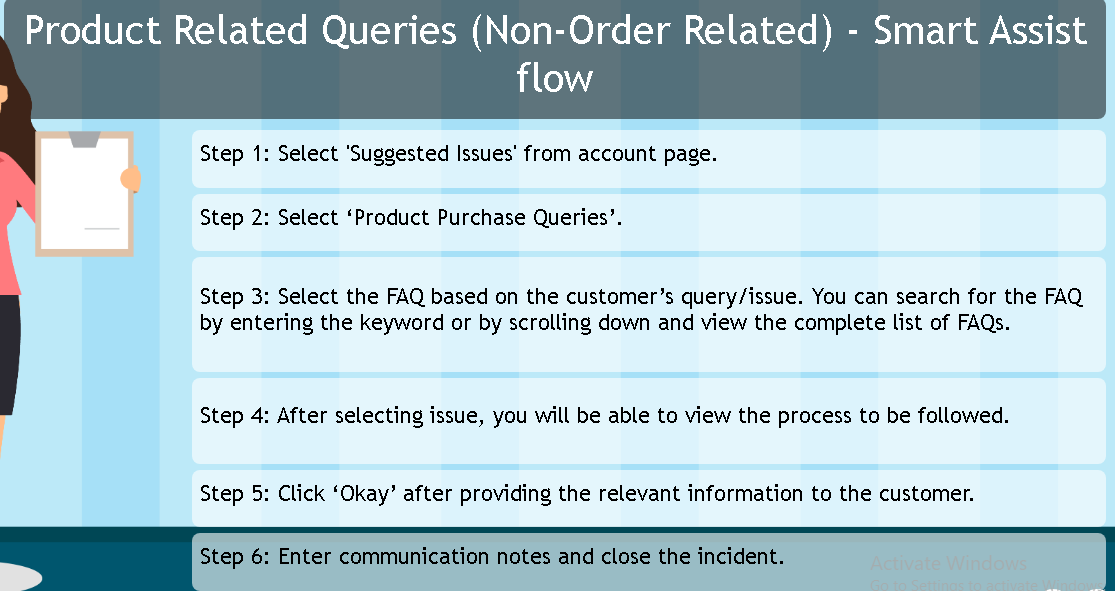 Product Related Queries (Non-Order Related) - Smart Assist
flow
Step 1: Select 'Suggested Issues' from account page.
Step 2: Select ‘Product Purchase Queries’.
Step 3: Select the FAQ based on the customer’s query/issue. You can search for the FAQ
by entering the keyword or by scrolling down and view the complete list of FAQs.
Step 4: After selecting issue, you will be able to view the process to be followed.
Step 5: Click ‘Okay’ after providing the relevant information to the customer.
Step 6: Enter communication notes and close the incident.
Activate Windows
Go to Settings to activate Windows